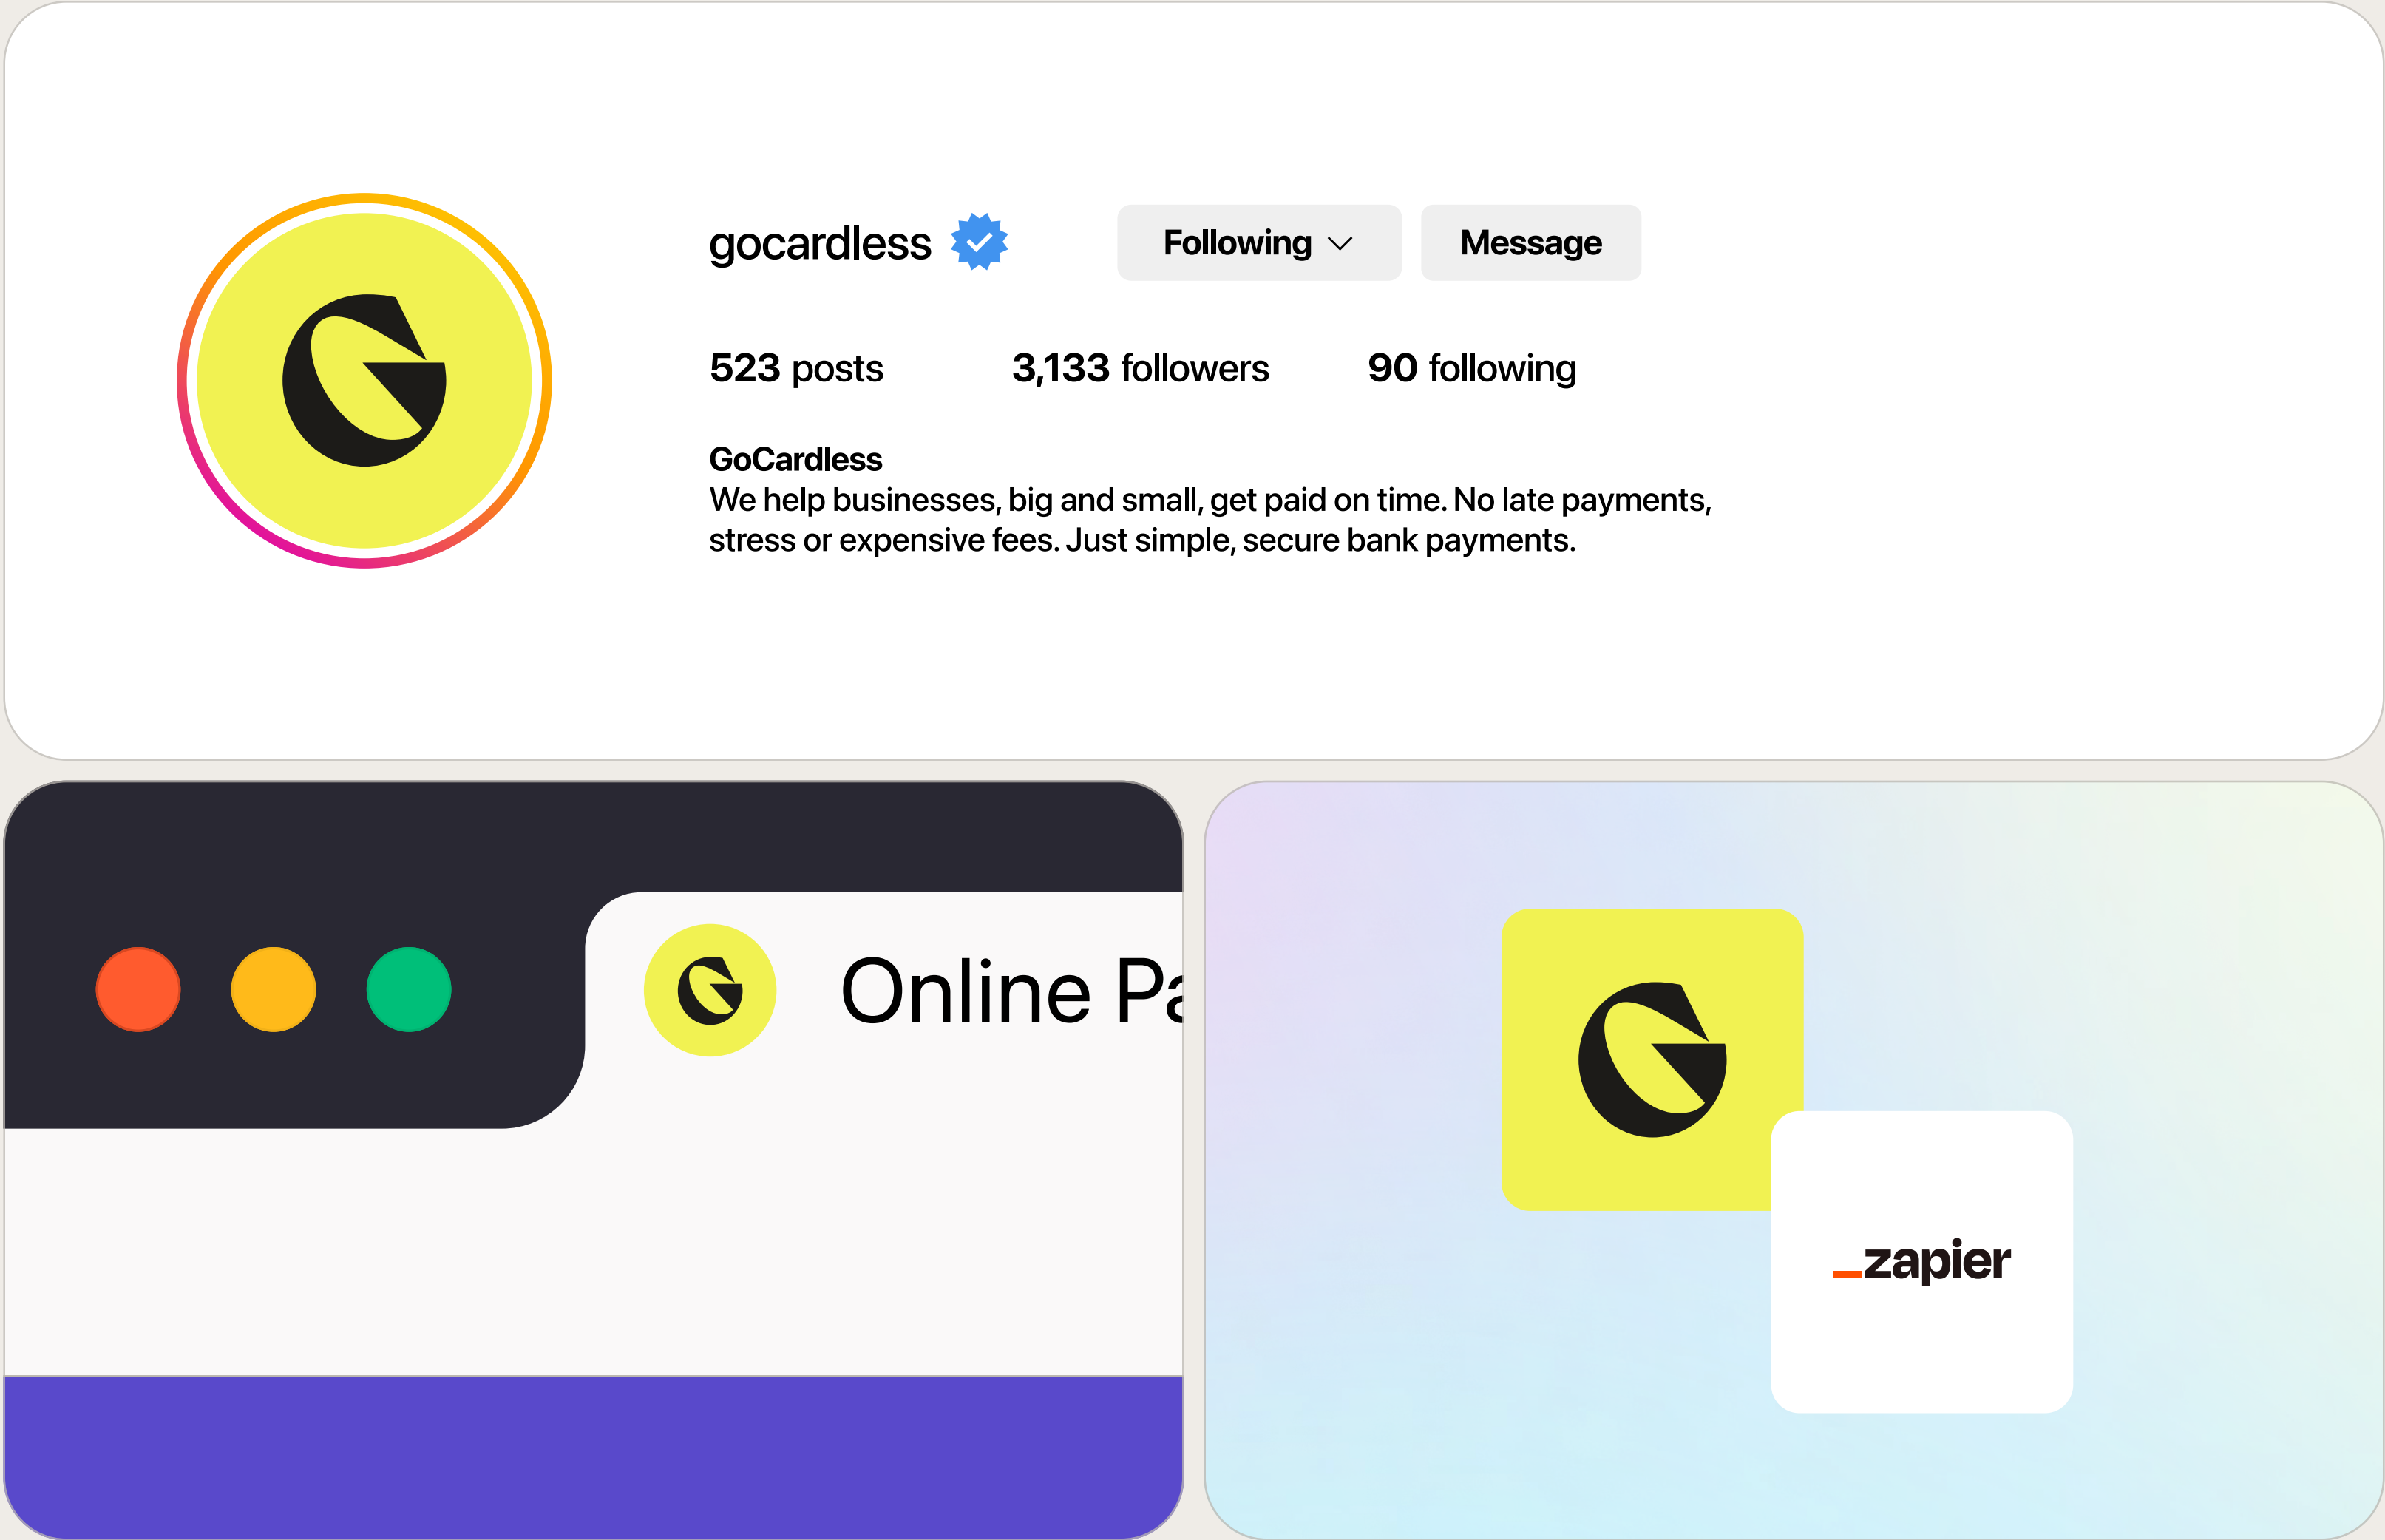 gocardless Following Message
523 posts 3,133 followers 90 following
GoCardless
We help businesses, big and small, get paid on time. No late payments,
stress or expensive fees. Just simple, secure bank payments.
Online Pa
G
_zapier